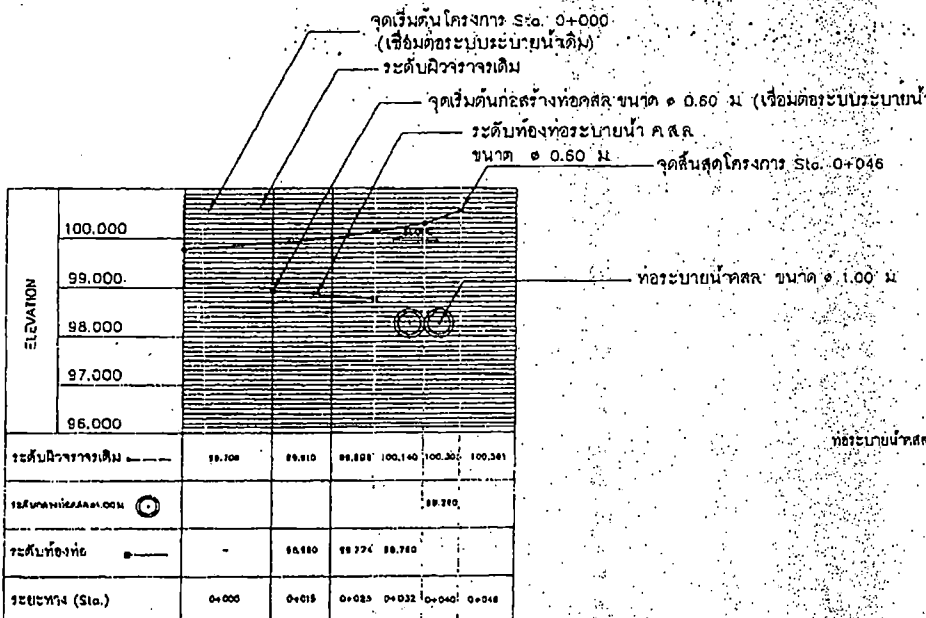 จุดเริ่มต้นโครงการ Sta. 0+000
(เชื่อมต่อระบบระบายน้ำเดิม)
ระดับผิวจราจรเดิม
จุดเริ่มต้นก่อสร้างท่อคสล ขนาด ø 0.60 ม (เชื่อมต่อระบบระบายน้ำ
ระดับท้องท่อระบายน้ำ ค.ส.ล.
ขนาด ø 0.60 ม.
จุดสิ้นสุดโครงการ Sta. 0+046
ท่อระบายน้ำคสล ขนาด ø 1.00 ม
ELEVATION
100.000
99.000
98.000
97.000
96.000
ท่อระบายน้ำคสล
ระดับผิวจราจรเดิม 100.140
ระดับท้องท่อ -
ระยะทาง (Sta.) 0+000 0+015 0+025 0+032 0+040 0+046